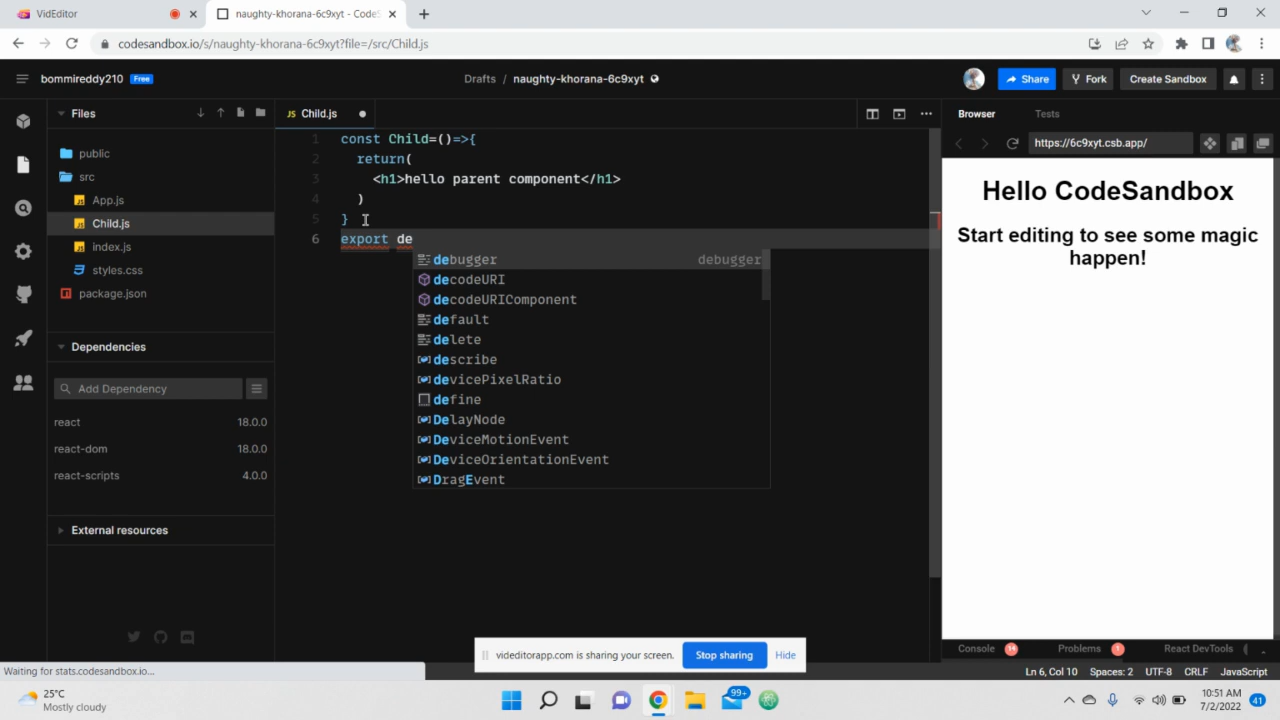 VidEditor
naughty-khorana-6c9xyt - CodeS
codesandbox.io/s/naughty-khorana-6c9xyt?file=/src/Child.js
bommireddy210 Free
Drafts / naughty-khorana-6c9xyt
Share
Fork
Create Sandbox
Files
JS Child.js
Browser
Tests
https://6c9xyt.csb.app/
public
src
App.js
Child.js
index.js
styles.css
package.json
Dependencies
Add Dependency
react 18.0.0
react-dom 18.0.0
react-scripts 4.0.0
External resources
1 const Child=()=>{
2 return(
3 <h1>hello parent component</h1>
4 )
5 }
6 export de
debugger debugger
decodeURI
decodeURIComponent
default
delete
describe
devicePixelRatio
define
DelayNode
DeviceMotionEvent
DeviceOrientationEvent
DragEvent
Hello CodeSandbox
Start editing to see some magic
happen!
videditorapp.com is sharing your screen. Stop sharing Hide
Console
Problems 1
React DevTools
Waiting for stats.codesandbox.io...
Ln 6, Col 10 Spaces: 2 UTF-8 CRLF JavaScript
25°C
Mostly cloudy
99+
10:51 AM
7/2/2022
41